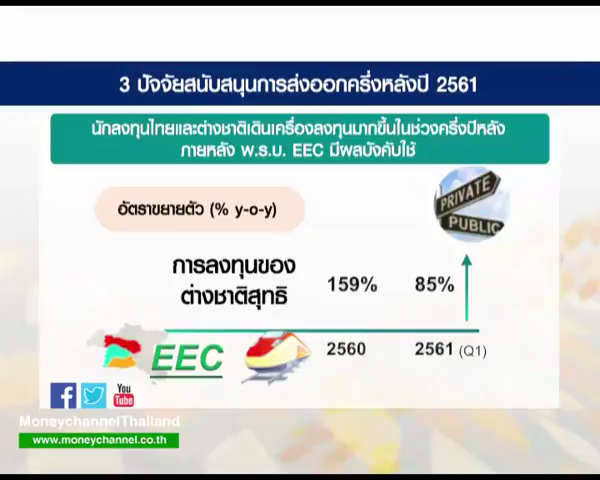 3 ปัจจัยสนับสนุนการส่งออกครึ่งหลังปี 2561
นักลงทุนไทยและต่างชาติเดินเครื่องลงทุนมากขึ้นในช่วงครึ่งปีหลัง
ภายหลัง พ.ร.บ. EEC มีผลบังคับใช้
อัตราขยายตัว (% y-o-y)
PRIVATE
PUBLIC
การลงทุนของ
ต่างชาติสุทธิ
159% 85%
EEC
2560 2561 (Q1)
You
Tube
MoneychannelThailand
www.moneychannel.co.th